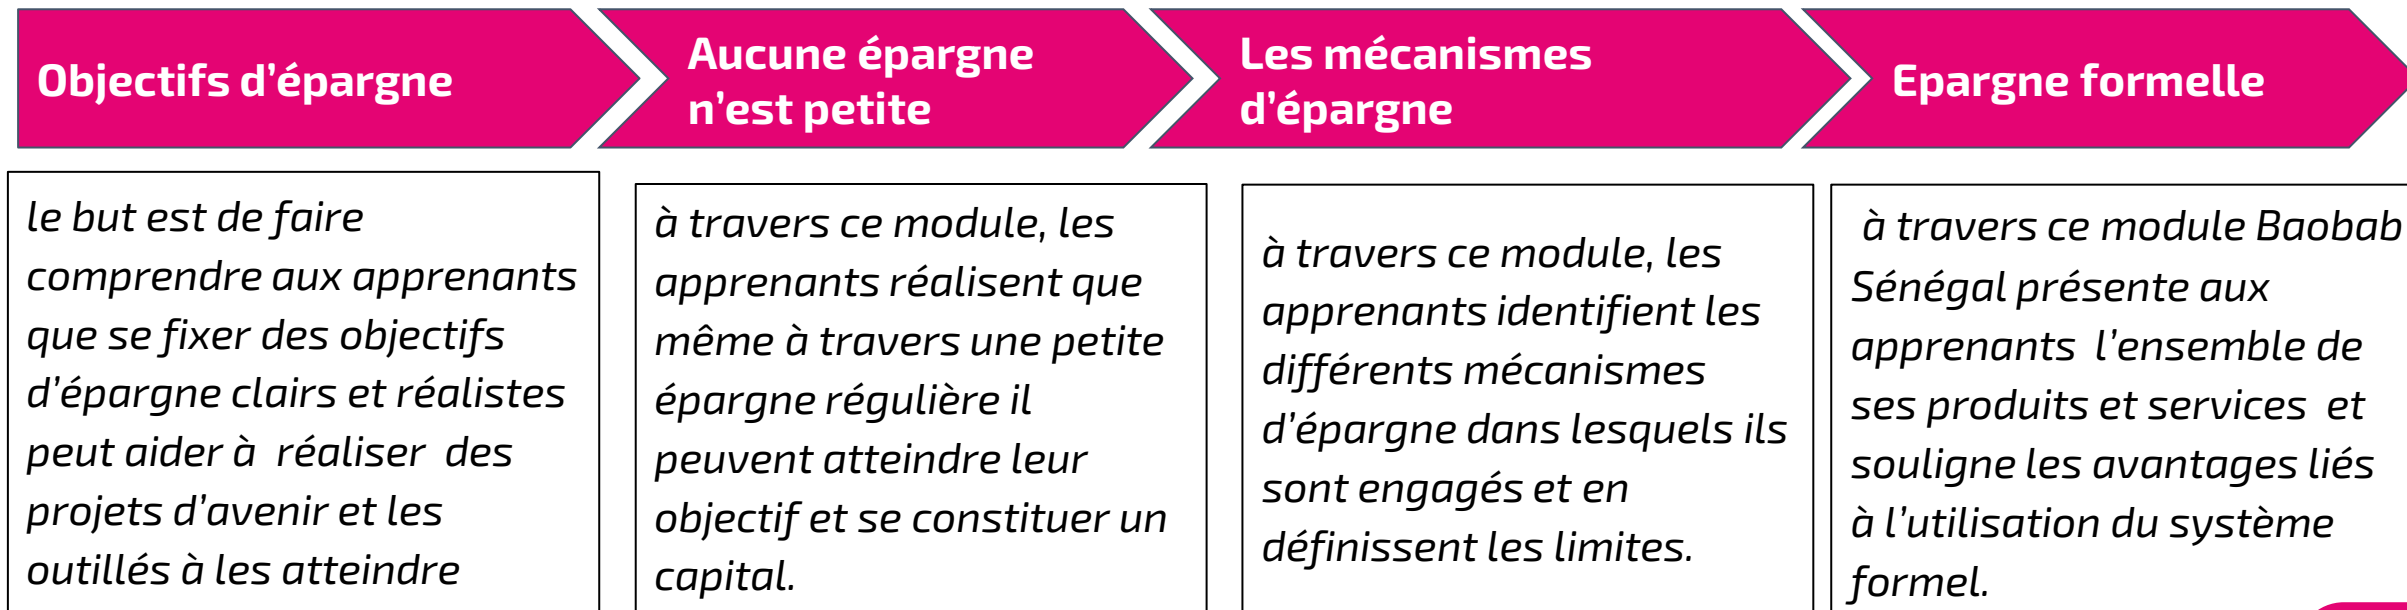 Objectifs d’épargne
Aucune épargne
n’est petite
Les mécanismes
d’épargne
Epargne formelle
le but est de faire
comprendre aux apprenants
que se fixer des objectifs
d’épargne clairs et réalistes
peut aider à réaliser des
projets d’avenir et les
outillés à les atteindre
à travers ce module, les
apprenants réalisent que
même à travers une petite
épargne régulière il
peuvent atteindre leur
objectif et se constituer un
capital.
à travers ce module, les
apprenants identifient les
différents mécanismes
d’épargne dans lesquels ils
sont engagés et en
définissent les limites.
à travers ce module Baobab
Sénégal présente aux
apprenants l’ensemble de
ses produits et services et
souligne les avantages liés
à l’utilisation du système
formel.